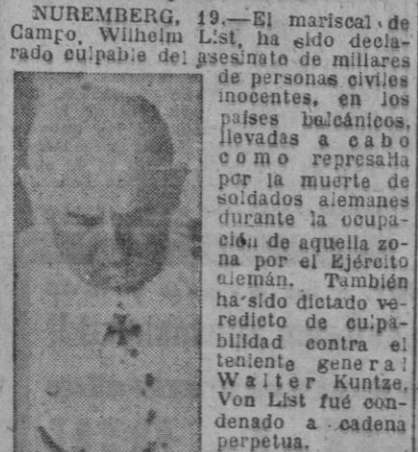 NUREMBERG, 19.—El mariscal de
Campo, Wilhelm List, ha sido decla-
rado culpable del asesinato de millares
de personas civiles
inocentes, en los
países balcánicos,
llevadas a cabo
como represalia
por la muerte de
soldados alemanes
durante la ocupa-
ción de aquella zo-
na por el Ejército
alemán. También
ha sido dictado ve-
redicto de culpa-
bilidad contra el
teniente general
Walter Kuntze.
Von List fué con-
denado a cadena
perpetua.